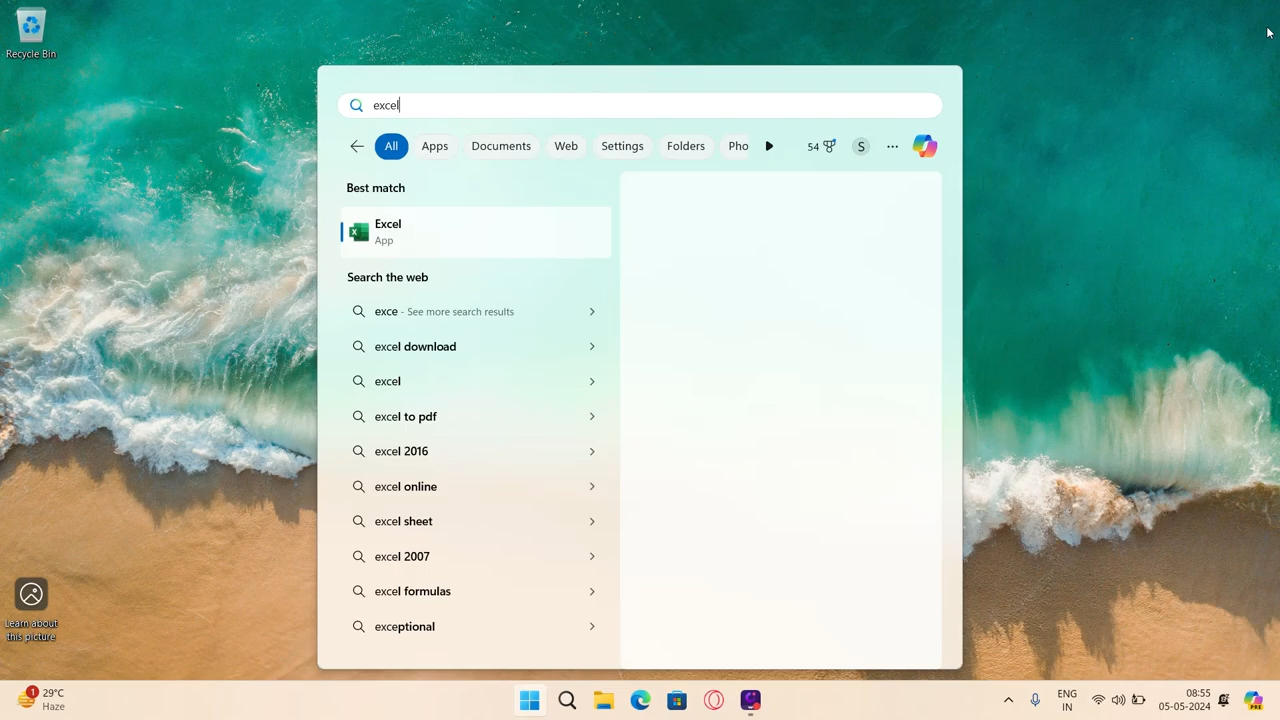 Recycle Bin
excel
All Apps Documents Web Settings Folders Pho 54 S
Best match
Excel
App
Search the web
exce - See more search results
excel download
excel
excel to pdf
excel 2016
excel online
excel sheet
excel 2007
excel formulas
exceptional
Learn about
this picture
1 29°C
Haze
ENG
IN
08:55
05-05-2024
PRE